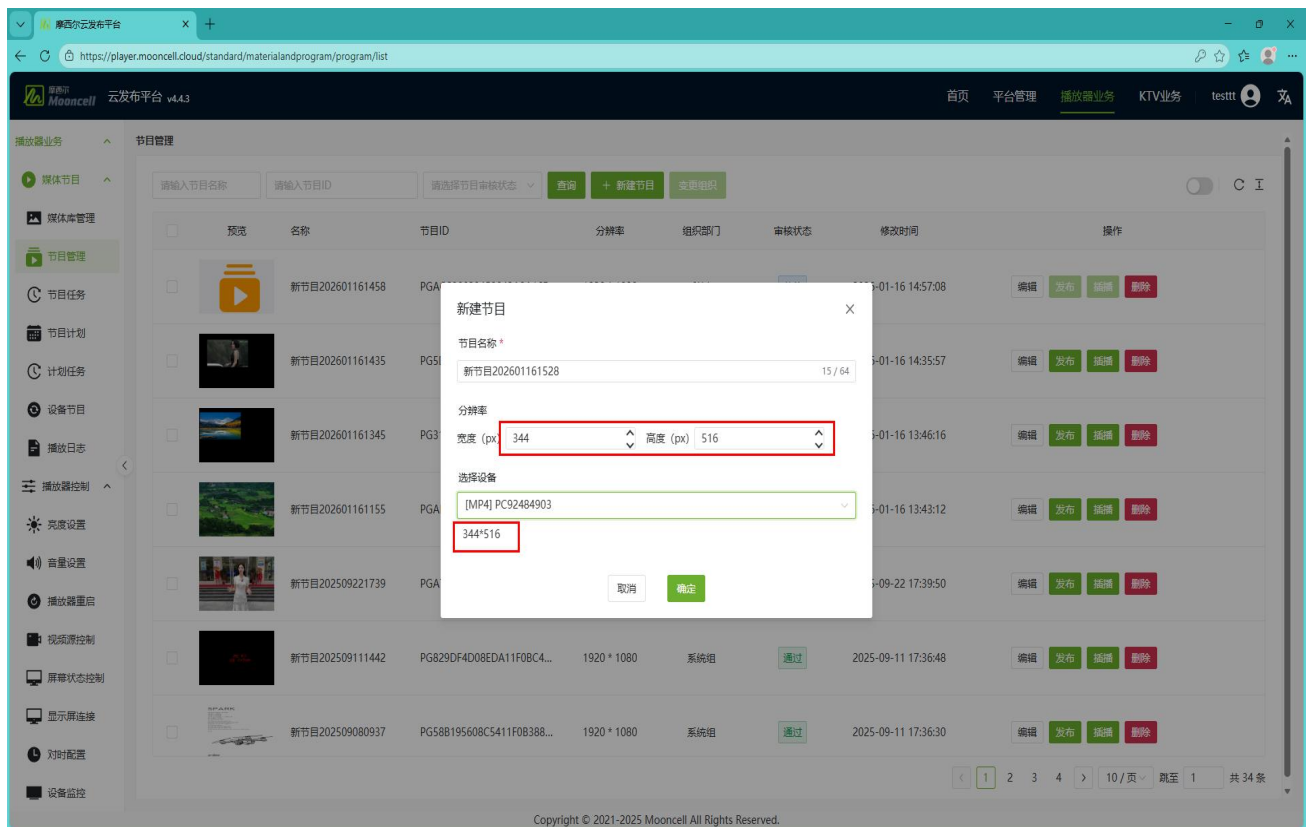 摩西尔云发布平台
https://player.mooncell.cloud/standard/materialandprogram/program/list
摩西尔 Mooncell 云发布平台 v4.4.3 首页 平台管理 播放器业务 KTV业务 testtt
播放器业务
媒体节目
媒体库管理
节目管理
节目任务
节目计划
计划任务
设备节目
播放日志
播放器控制
亮度设置
音量设置
播放器重启
视频源控制
屏幕状态控制
显示屏连接
对时配置
设备监控
节目管理
请输入节目名称 请输入节目ID 请选择节目审核状态 查询 + 新建节目 变更组织
预览 名称 节目ID 分辨率 组织部门 审核状态 修改时间 操作
新节目202601161458 -01-16 14:57:08 编辑 发布 插播 删除
新节目202601161435 -01-16 14:35:57 编辑 发布 插播 删除
新节目202601161345 -01-16 13:46:16 编辑 发布 插播 删除
新节目202601161155 PGA -01-16 13:43:12 编辑 发布 插播 删除
新节目202509221739 -09-22 17:39:50 编辑 发布 插播 删除
新节目202509111442 PG829DF4D08EDA11F0BC4... 1920 * 1080 系统组 通过 2025-09-11 17:36:48 编辑 发布 插播 删除
新节目202509080937 PG58B195608C5411F0B388... 1920 * 1080 系统组 通过 2025-09-11 17:36:30 编辑 发布 插播 删除
新建节目
节目名称 *
新节目202601161528 15 / 64
分辨率
宽度 (px) 344 高度 (px) 516
选择设备
[MP4] PC92484903
344*516
取消 确定
1 2 3 4 10 / 页 跳至 1 共 34 条
Copyright © 2021-2025 Mooncell All Rights Reserved.